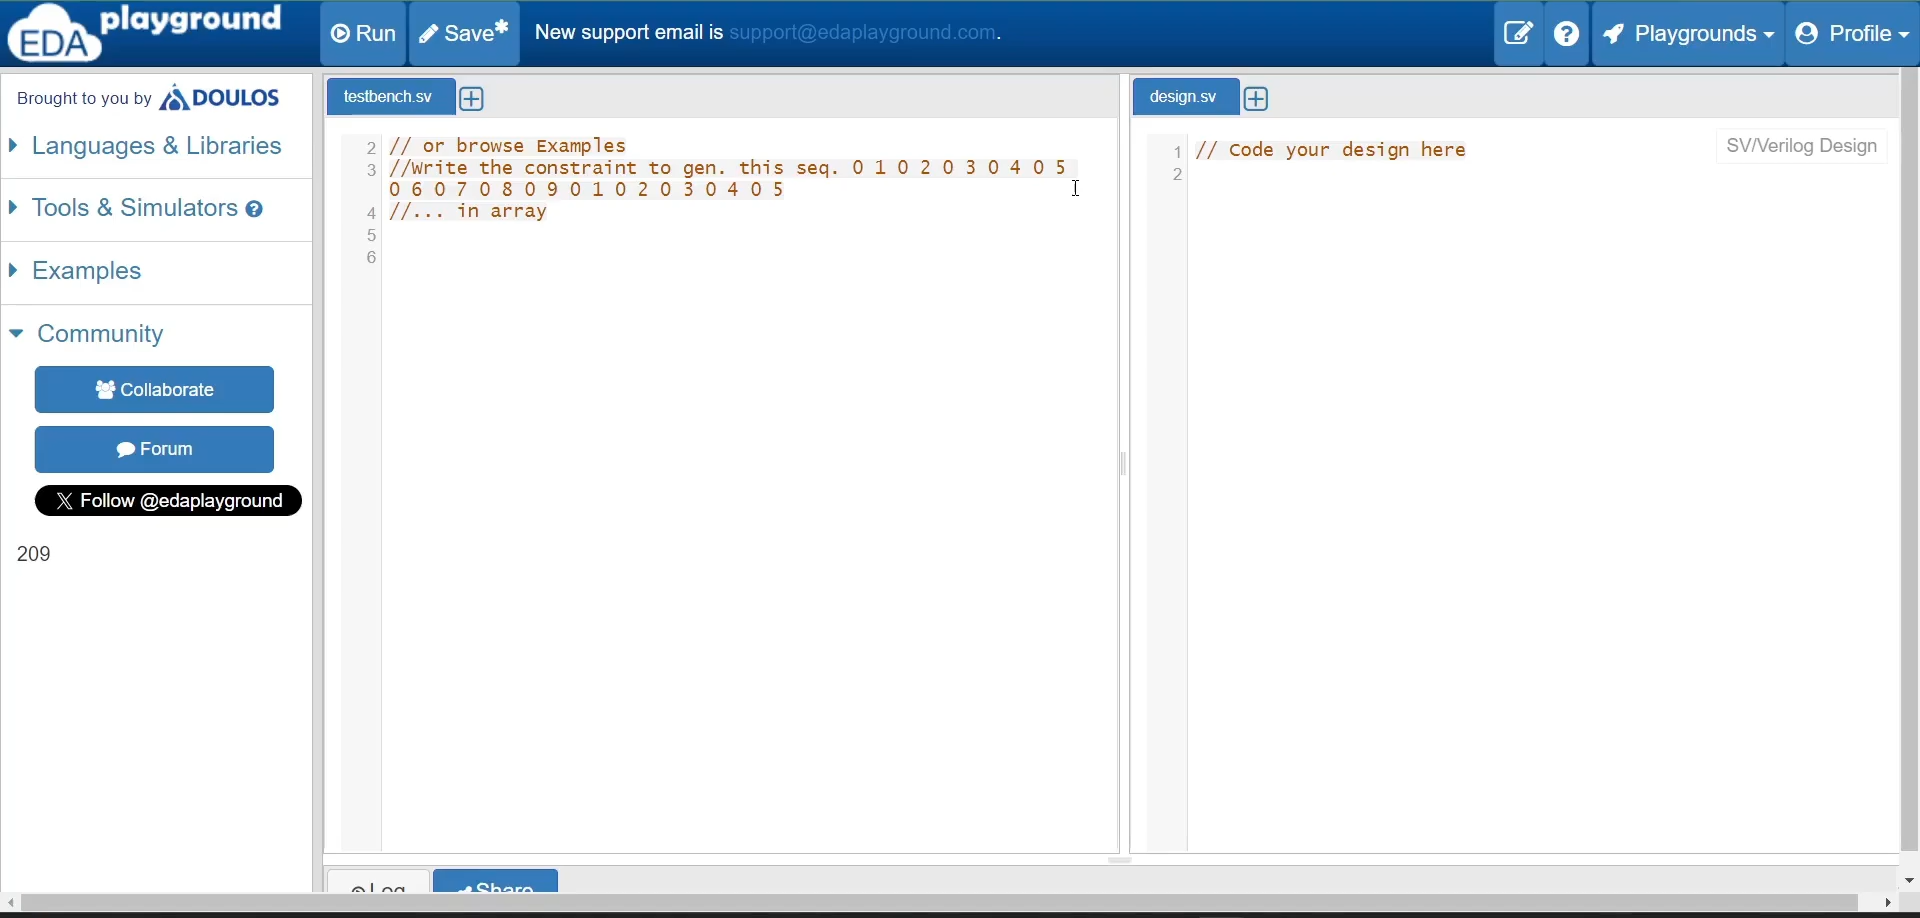 EDA playground
Run
Save*
New support email is support@edaplayground.com.
Playgrounds
Profile
Brought to you by DOULOS
Languages & Libraries
Tools & Simulators
Examples
Community
Collaborate
Forum
Follow @edaplayground
209
testbench.sv
2 // or browse Examples
3 //Write the constraint to gen. this seq. 0 1 0 2 0 3 0 4 0 5
0 6 0 7 0 8 0 9 0 1 0 2 0 3 0 4 0 5
4 //... in array
5
6
design.sv
1 // Code your design here
2
SV/Verilog Design
Log
Share